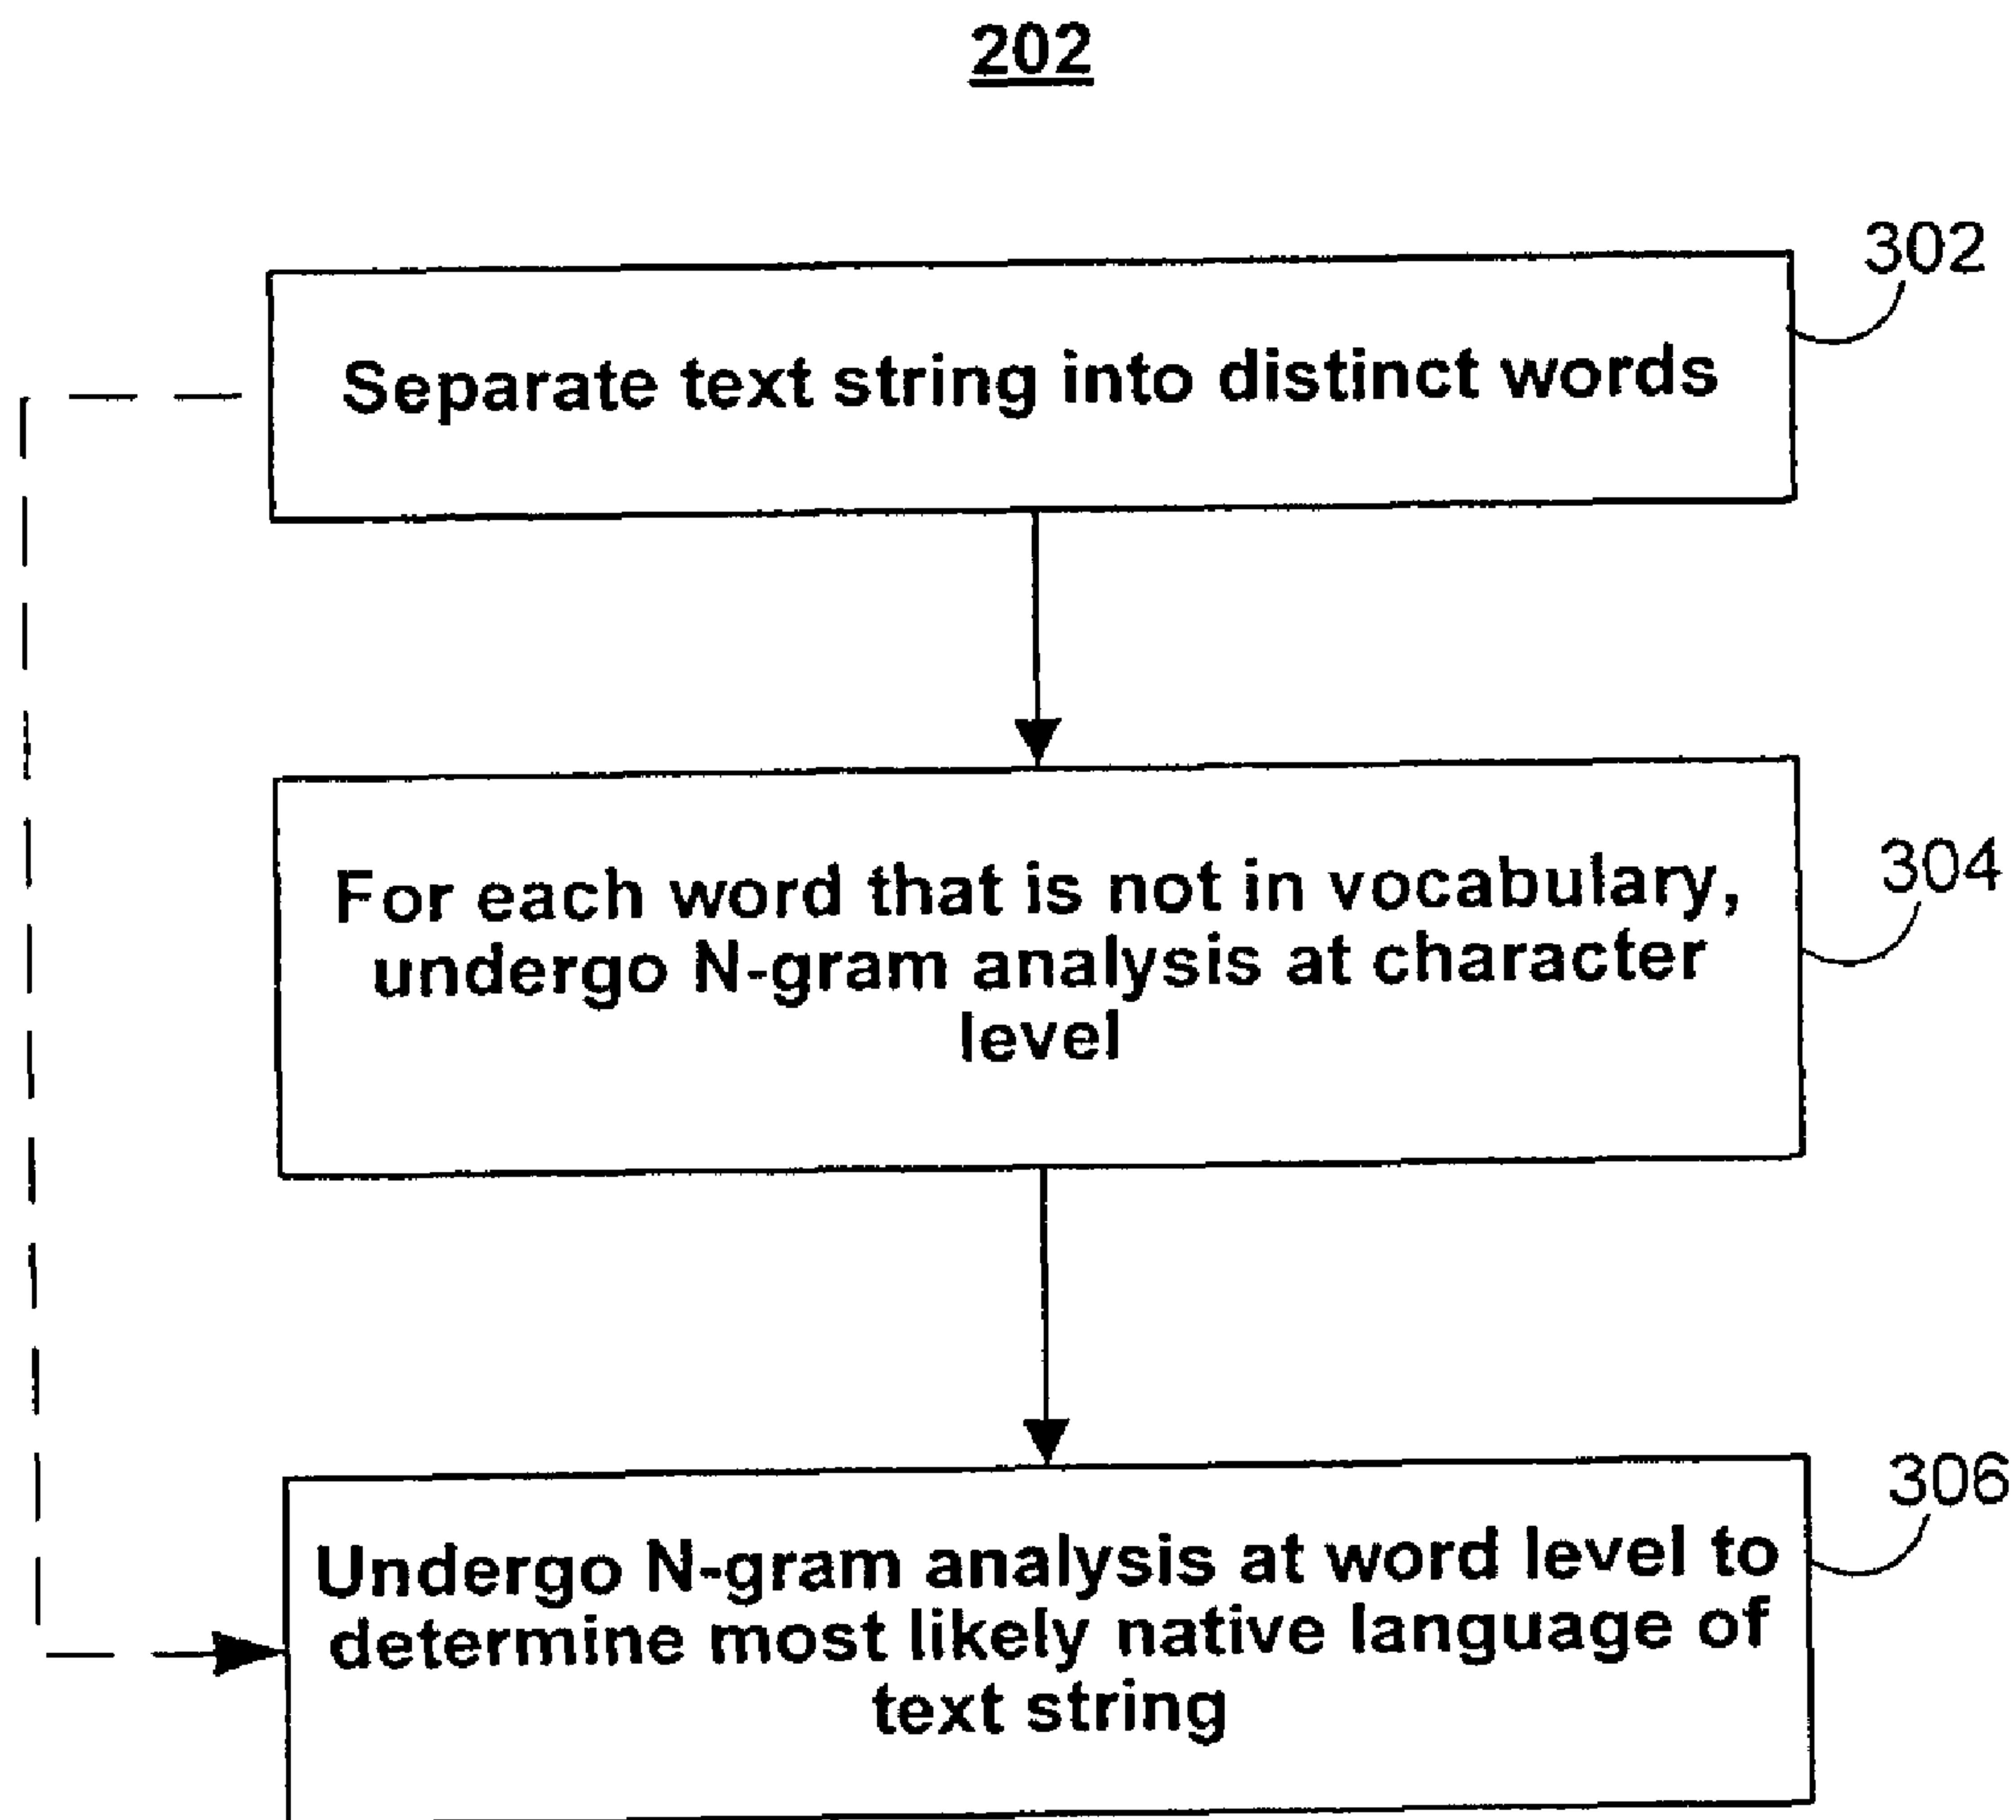 202
302
Separate text string into distinct words
304
For each word that is not in vocabulary,
undergo N-gram analysis at character
level
306
Undergo N-gram analysis at word level to
determine most likely native language of
text string